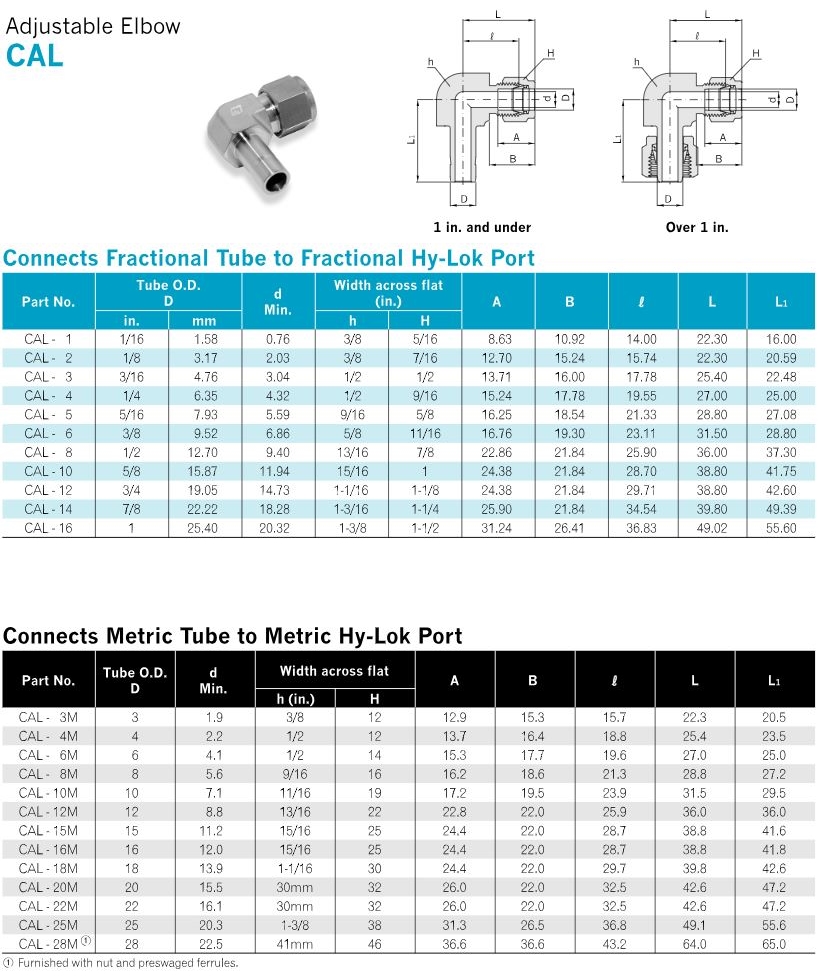 Adjustable Elbow
CAL
L
ℓ
h
H
d
D
L1
A
B
D
1 in. and under
L
ℓ
h
H
d
D
L1
A
B
D
Over 1 in.
Connects Fractional Tube to Fractional Hy-Lok Port
Part No. Tube O.D. D in. mm d Min. Width across flat (in.) h H A B ℓ L L1
CAL - 1 1/16 1.58 0.76 3/8 5/16 8.63 10.92 14.00 22.30 16.00
CAL - 2 1/8 3.17 2.03 3/8 7/16 12.70 15.24 15.74 22.30 20.59
CAL - 3 3/16 4.76 3.04 1/2 1/2 13.71 16.00 17.78 25.40 22.48
CAL - 4 1/4 6.35 4.32 1/2 9/16 15.24 17.78 19.55 27.00 25.00
CAL - 5 5/16 7.93 5.59 9/16 5/8 16.25 18.54 21.33 28.80 27.08
CAL - 6 3/8 9.52 6.86 5/8 11/16 16.76 19.30 23.11 31.50 28.80
CAL - 8 1/2 12.70 9.40 13/16 7/8 22.86 21.84 25.90 36.00 37.30
CAL - 10 5/8 15.87 11.94 15/16 1 24.38 21.84 28.70 38.80 41.75
CAL - 12 3/4 19.05 14.73 1-1/16 1-1/8 24.38 21.84 29.71 38.80 42.60
CAL - 14 7/8 22.22 18.28 1-3/16 1-1/4 25.90 21.84 34.54 39.80 49.39
CAL - 16 1 25.40 20.32 1-3/8 1-1/2 31.24 26.41 36.83 49.02 55.60
Connects Metric Tube to Metric Hy-Lok Port
Part No. Tube O.D. D d Min. Width across flat h (in.) H A B ℓ L L1
CAL - 3M 3 1.9 3/8 12 12.9 15.3 15.7 22.3 20.5
CAL - 4M 4 2.2 1/2 12 13.7 16.4 18.8 25.4 23.5
CAL - 6M 6 4.1 1/2 14 15.3 17.7 19.6 27.0 25.0
CAL - 8M 8 5.6 9/16 16 16.2 18.6 21.3 28.8 27.2
CAL - 10M 10 7.1 11/16 19 17.2 19.5 23.9 31.5 29.5
CAL - 12M 12 8.8 13/16 22 22.8 22.0 25.9 36.0 36.0
CAL - 15M 15 11.2 15/16 25 24.4 22.0 28.7 38.8 41.6
CAL - 16M 16 12.0 15/16 25 24.4 22.0 28.7 38.8 41.8
CAL - 18M 18 13.9 1-1/16 30 24.4 22.0 29.7 39.8 42.6
CAL - 20M 20 15.5 30mm 32 26.0 22.0 32.5 42.6 47.2
CAL - 22M 22 16.1 30mm 32 26.0 22.0 32.5 42.6 47.2
CAL - 25M 25 20.3 1-3/8 38 31.3 26.5 36.8 49.1 55.6
CAL - 28M ① 28 22.5 41mm 46 36.6 36.6 43.2 64.0 65.0
① Furnished with nut and preswaged ferrules.